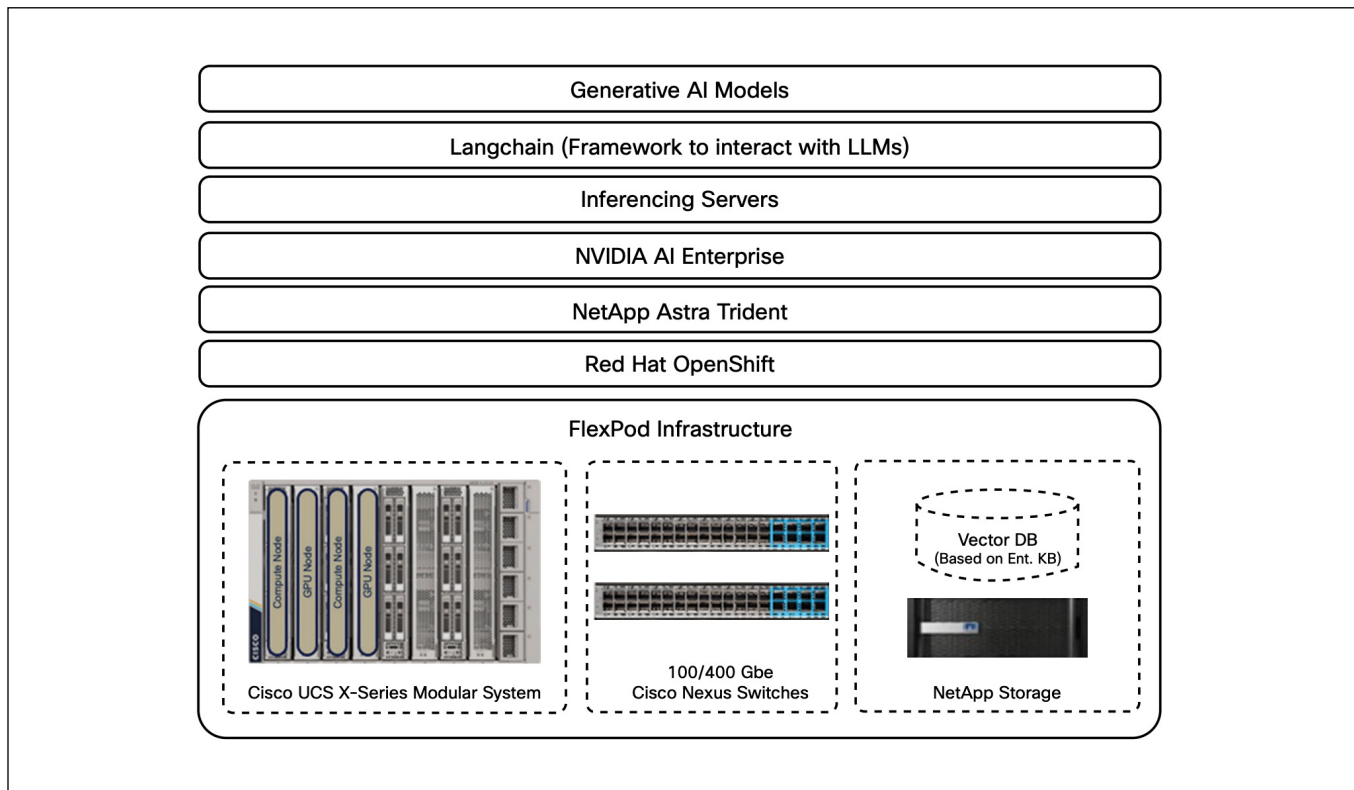 Generative AI Models
Langchain (Framework to interact with LLMs)
Inferencing Servers
NVIDIA AI Enterprise
NetApp Astra Trident
Red Hat OpenShift
FlexPod Infrastructure
Compute Node
GPU Node
Compute Node
GPU Node
CISCO
Cisco UCS X-Series Modular System
100/400 Gbe
Cisco Nexus Switches
Vector DB
(Based on Ent. KB)
NetApp Storage